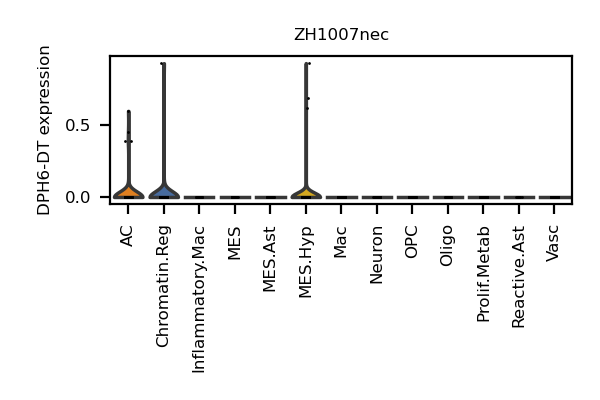 ZH1007nec
DPH6-DT expression
0.5
0.0
AC
Chromatin.Reg
Inflammatory.Mac
MES
MES.Ast
MES.Hyp
Mac
Neuron
OPC
Oligo
Prolif.Metab
Reactive.Ast
Vasc